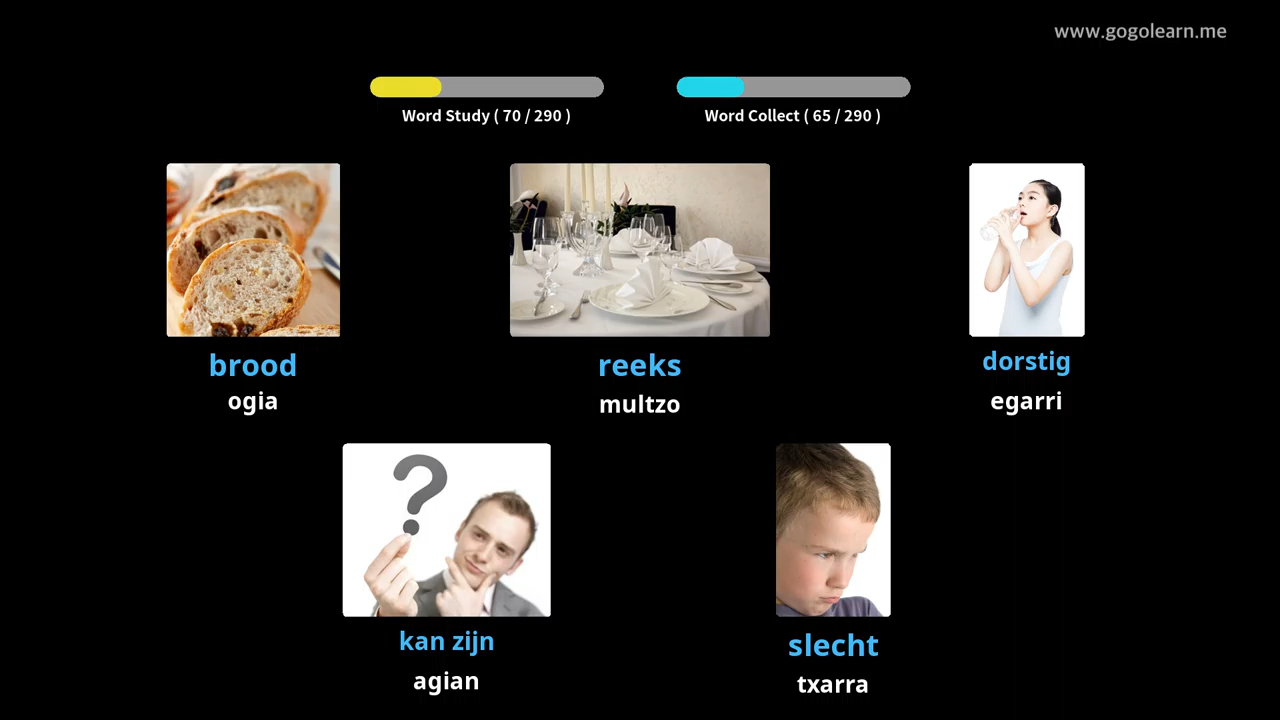 www.gogolearn.me
Word Study ( 70 / 290 )
Word Collect ( 65 / 290 )
brood
ogia
reeks
multzo
dorstig
egarri
kan zijn
agian
slecht
txarra